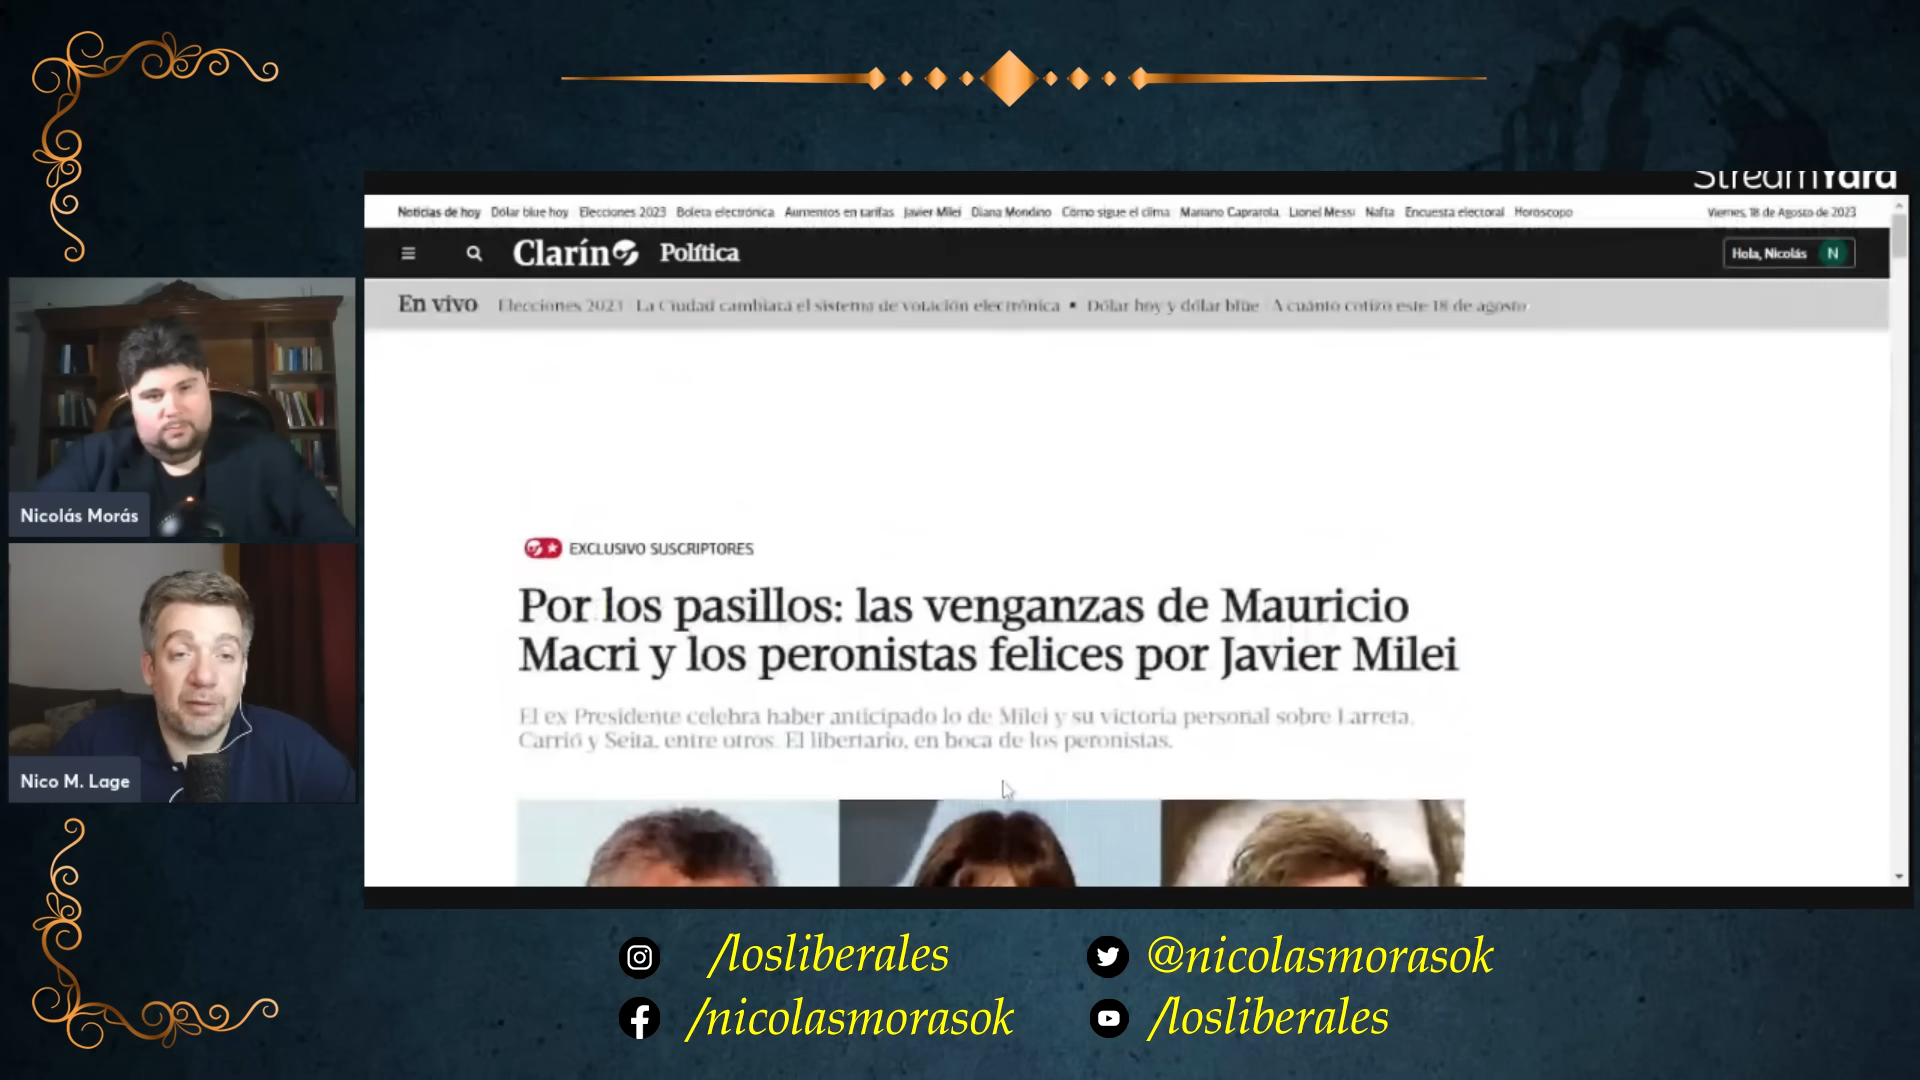 StreamYard
Noticias de hoy Dólar blue hoy Elecciones 2023 Boleta electrónica Aumentos en tarifas Javier Milei Diana Mondino Cómo sigue el clima Mariano Caprarola Lionel Messi Nafta Encuesta electoral Horóscopo
Viernes, 18 de Agosto de 2023
Clarín Política
Hola, Nicolás N
En vivo Elecciones 2023 La Ciudad cambiará el sistema de votación electrónica • Dólar hoy y dólar blue A cuánto cotizó este 18 de agosto
Nicolás Morás
EXCLUSIVO SUSCRIPTORES
Por los pasillos: las venganzas de Mauricio
Macri y los peronistas felices por Javier Milei
El ex Presidente celebra haber anticipado lo de Milei y su victoria personal sobre Larreta,
Carrió y Seita, entre otros. El libertario, en boca de los peronistas.
Nico M. Lage
/losliberales
@nicolasmorasok
/nicolasmorasok
/losliberales